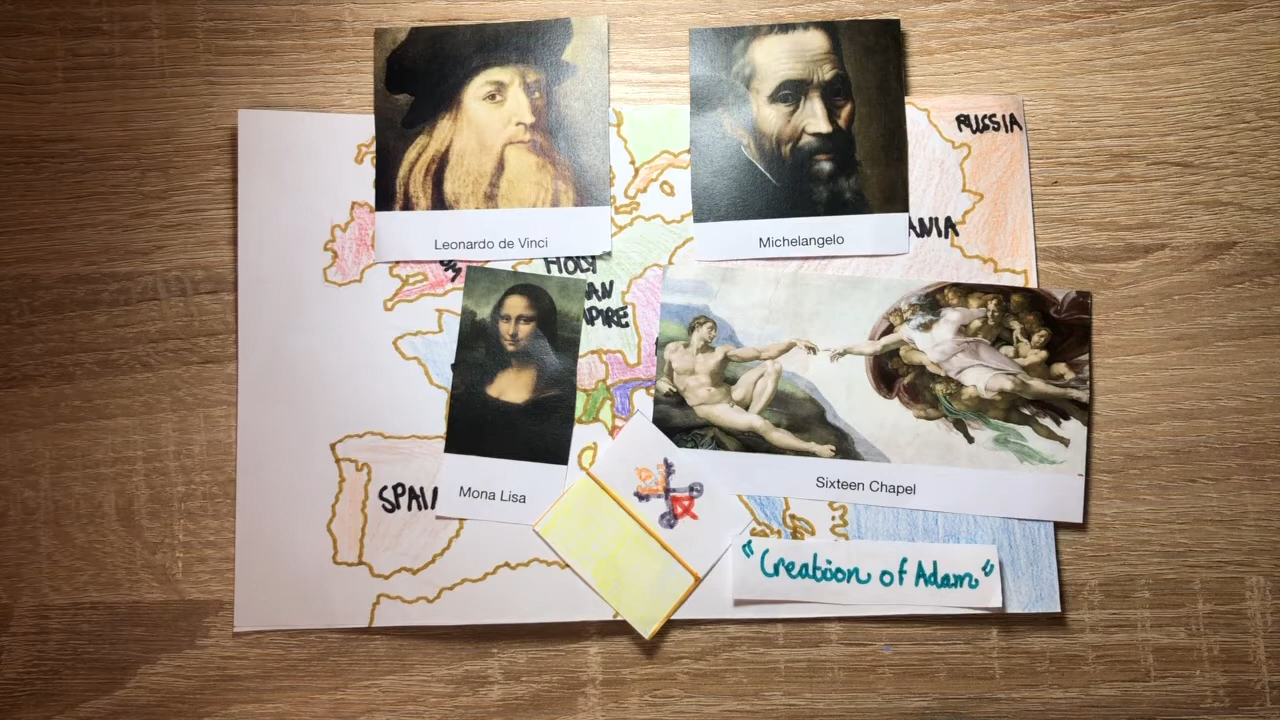 RUSSIA
Leonardo de Vinci
Michelangelo
ANIA
HOLY
AN
PIRE
SPAI
Mona Lisa
Sixteen Chapel
"Creation of Adam"